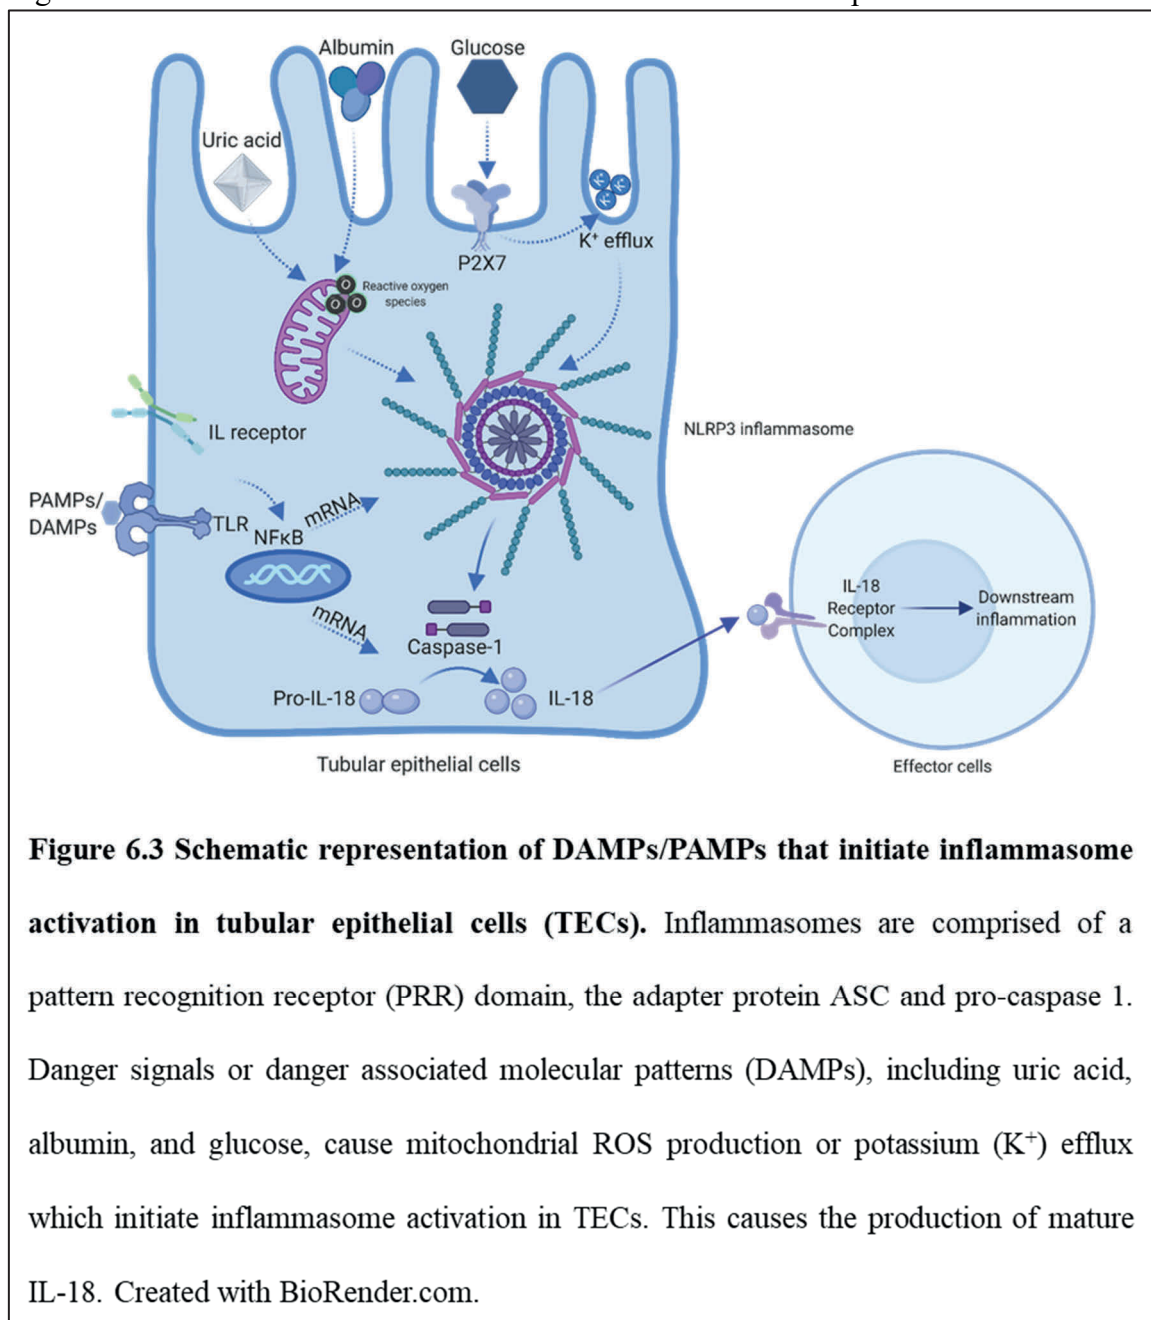 Albumin
Glucose
Uric acid
K⁺
K⁺
K⁺
K⁺ efflux
P2X7
O
O
O
Reactive oxygen
species
IL receptor
NLRP3 inflammasome
PAMPs/
DAMPs
TLR
NFκB
mRNA
mRNA
Caspase-1
Pro-IL-18
IL-18
IL-18
Receptor
Complex
Downstream
inflammation
Tubular epithelial cells
Effector cells
Figure 6.3 Schematic representation of DAMPs/PAMPs that initiate inflammasome
activation in tubular epithelial cells (TECs). Inflammasomes are comprised of a
pattern recognition receptor (PRR) domain, the adapter protein ASC and pro-caspase 1.
Danger signals or danger associated molecular patterns (DAMPs), including uric acid,
albumin, and glucose, cause mitochondrial ROS production or potassium (K⁺) efflux
which initiate inflammasome activation in TECs. This causes the production of mature
IL-18. Created with BioRender.com.